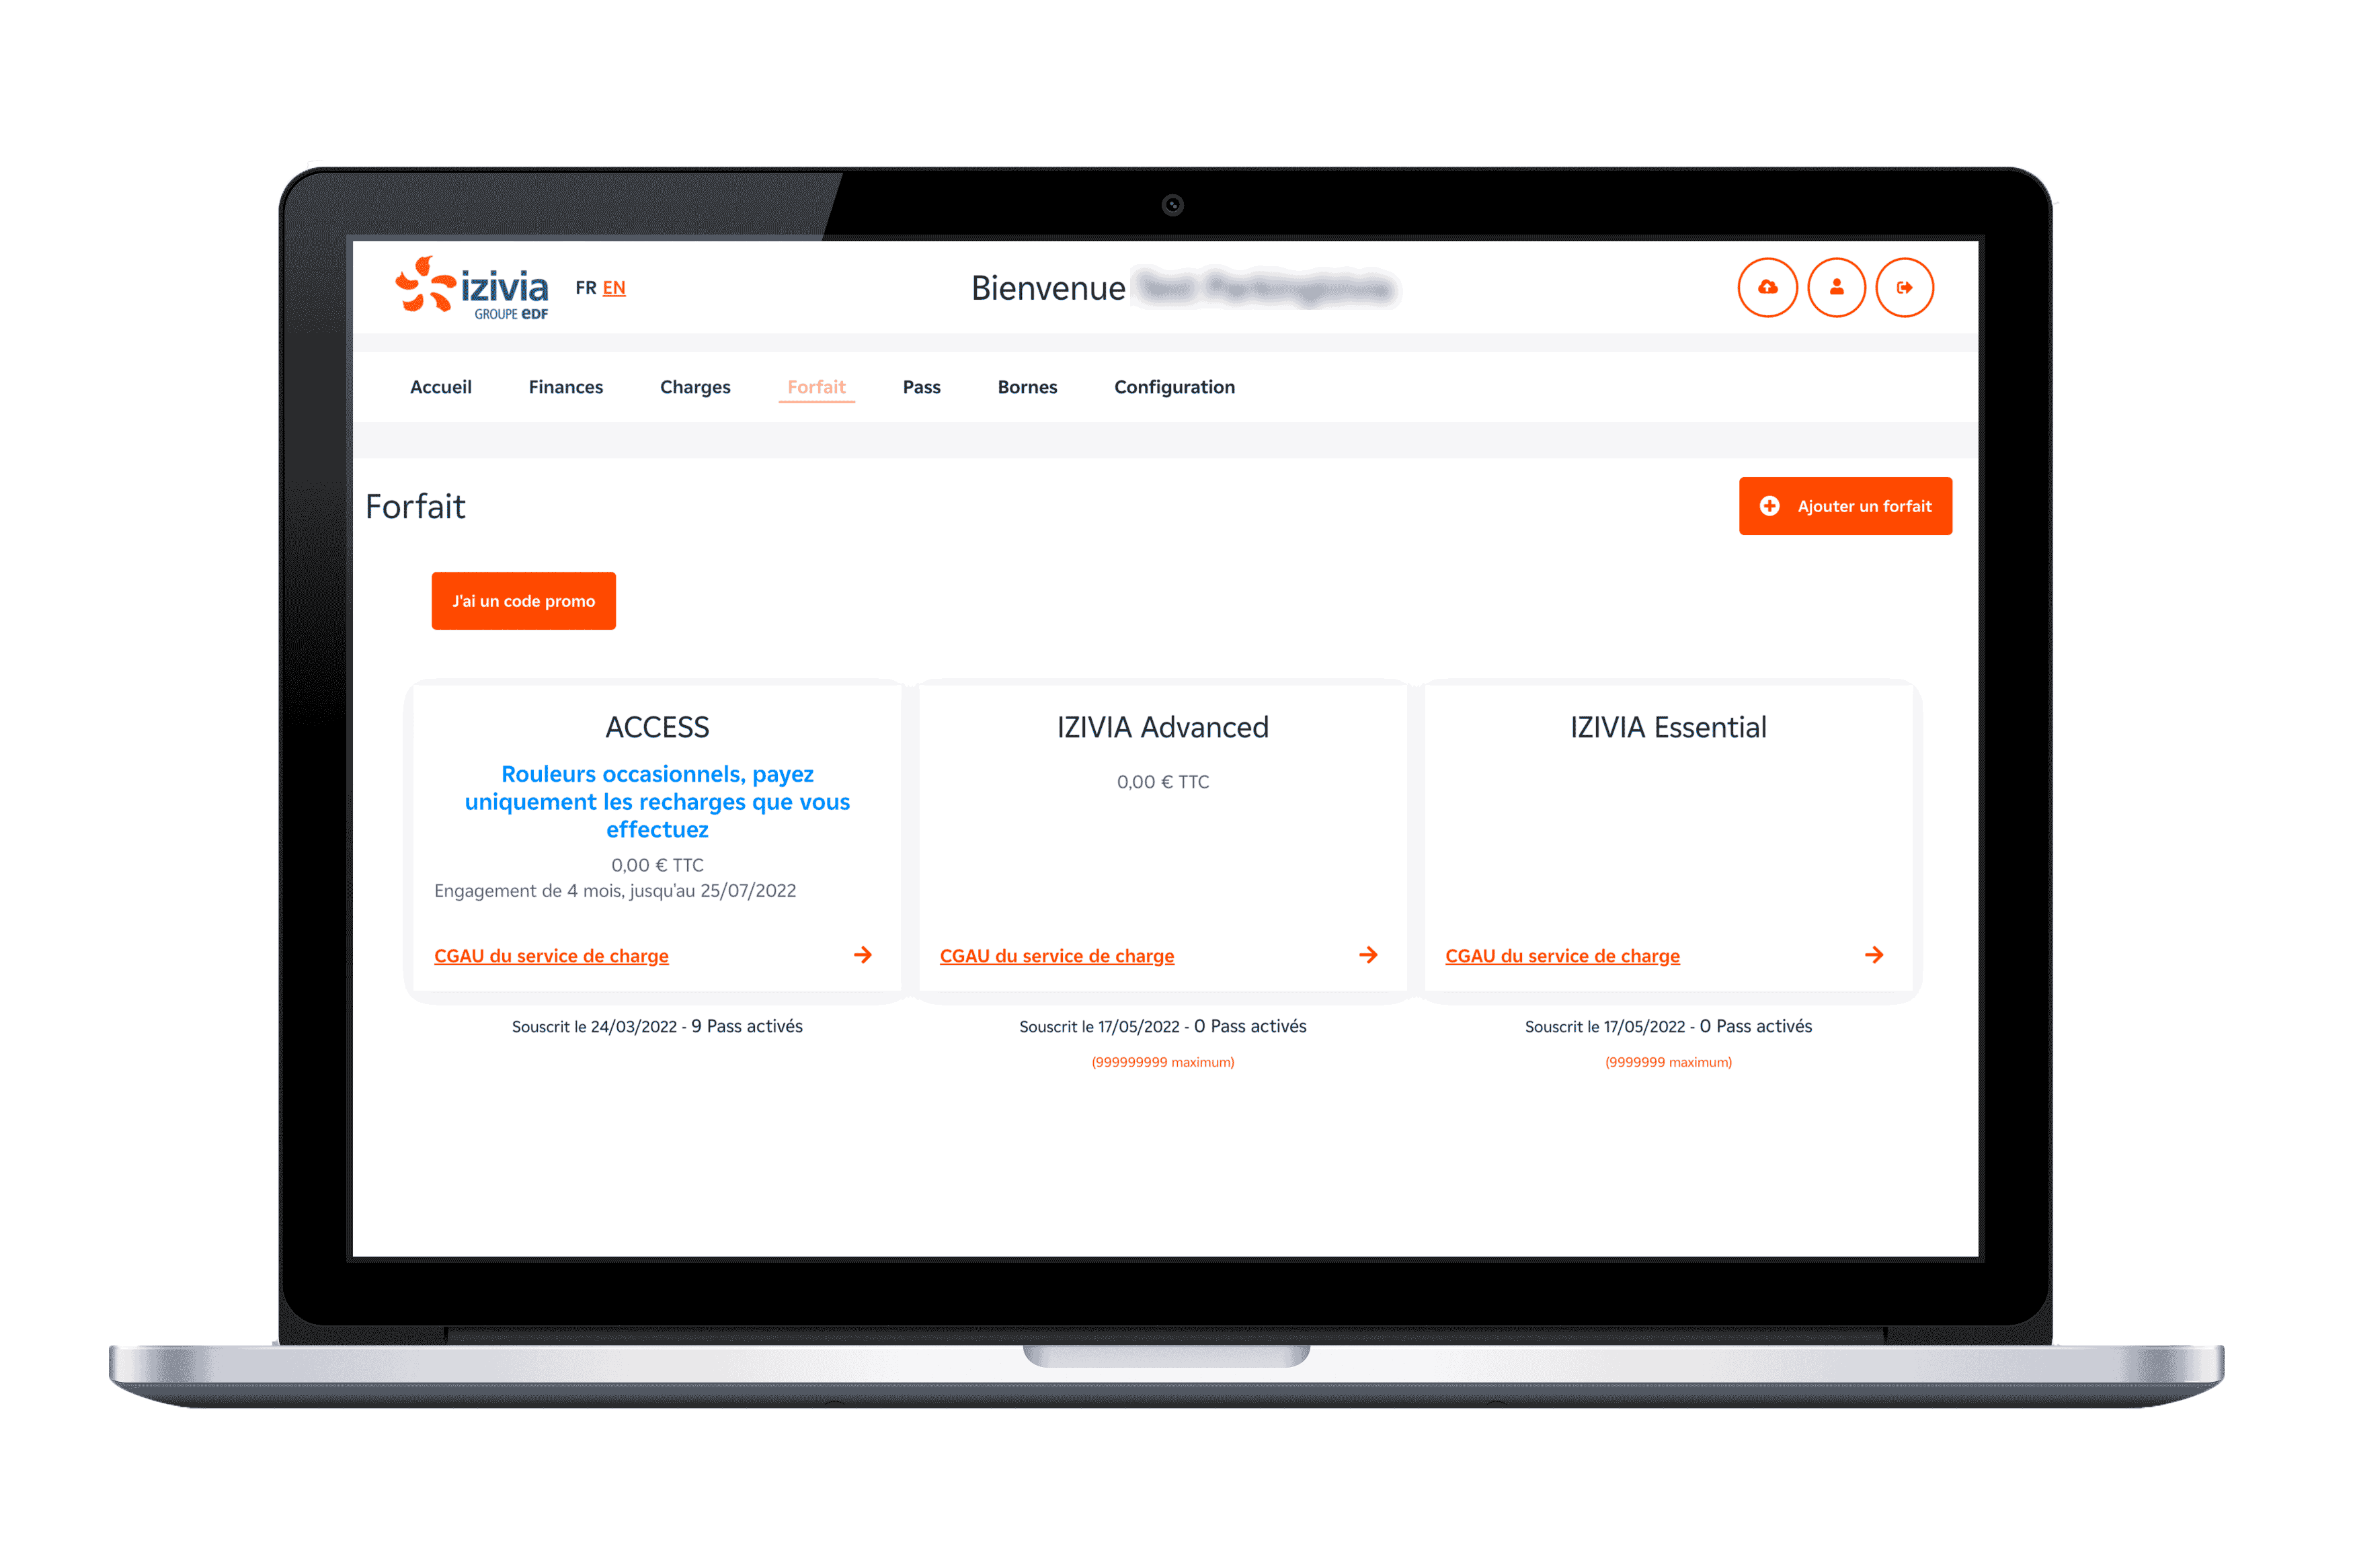 izivia
GROUPE eDF
FR EN
Bienvenue
Accueil Finances Charges Forfait Pass Bornes Configuration
Forfait
Ajouter un forfait
J'ai un code promo
ACCESS
Rouleurs occasionnels, payez
uniquement les recharges que vous
effectuez
0,00 € TTC
Engagement de 4 mois, jusqu'au 25/07/2022
CGAU du service de charge
Souscrit le 24/03/2022 - 9 Pass activés
IZIVIA Advanced
0,00 € TTC
CGAU du service de charge
Souscrit le 17/05/2022 - 0 Pass activés
(999999999 maximum)
IZIVIA Essential
CGAU du service de charge
Souscrit le 17/05/2022 - 0 Pass activés
(9999999 maximum)